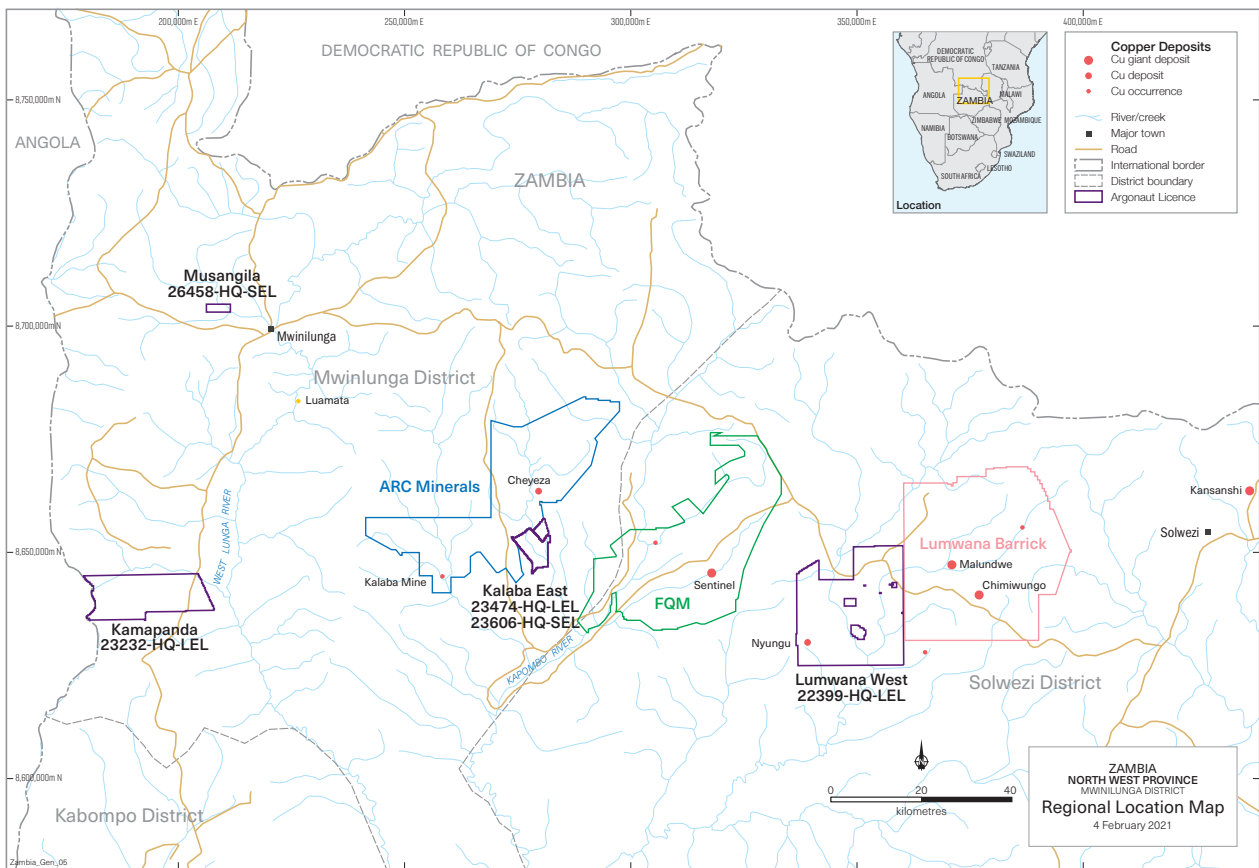 200,000m E
250,000m E
300,000m E
350,000m E
400,000m E
DEMOCRATIC REPUBLIC OF CONGO
8,750,000m N
ANGOLA
ZAMBIA
DEMOCRATIC
REPUBLIC OF CONGO
TANZANIA
ANGOLA
ZAMBIA
MALAWI
ZIMBABWE
MOZAMBIQUE
NAMIBIA
BOTSWANA
SWAZILAND
LESOTHO
SOUTH AFRICA
Location
Copper Deposits
Cu giant deposit
Cu deposit
Cu occurrence
River/creek
Major town
Road
International border
District boundary
Argonaut Licence
Musangila
26458-HQ-SEL
8,700,000m N
Mwinilunga
Mwinlunga District
Luamata
ARC Minerals
Cheyeza
Kansanshi
WEST LUNGA RIVER
Solwezi
8,650,000m N
Lumwana Barrick
Malundwe
Kalaba Mine
Sentinel
Chimiwungo
Kalaba East
23474-HQ-LEL
23606-HQ-SEL
FQM
Kamapanda
23232-HQ-LEL
Nyungu
KAPOMBO RIVER
Lumwana West
22399-HQ-LEL
Solwezi District
8,600,000m N
Kabompo District
0
20
40
kilometres
ZAMBIA
NORTH WEST PROVINCE
MWINILUNGA DISTRICT
Regional Location Map
4 February 2021
Zambia_Gen_05